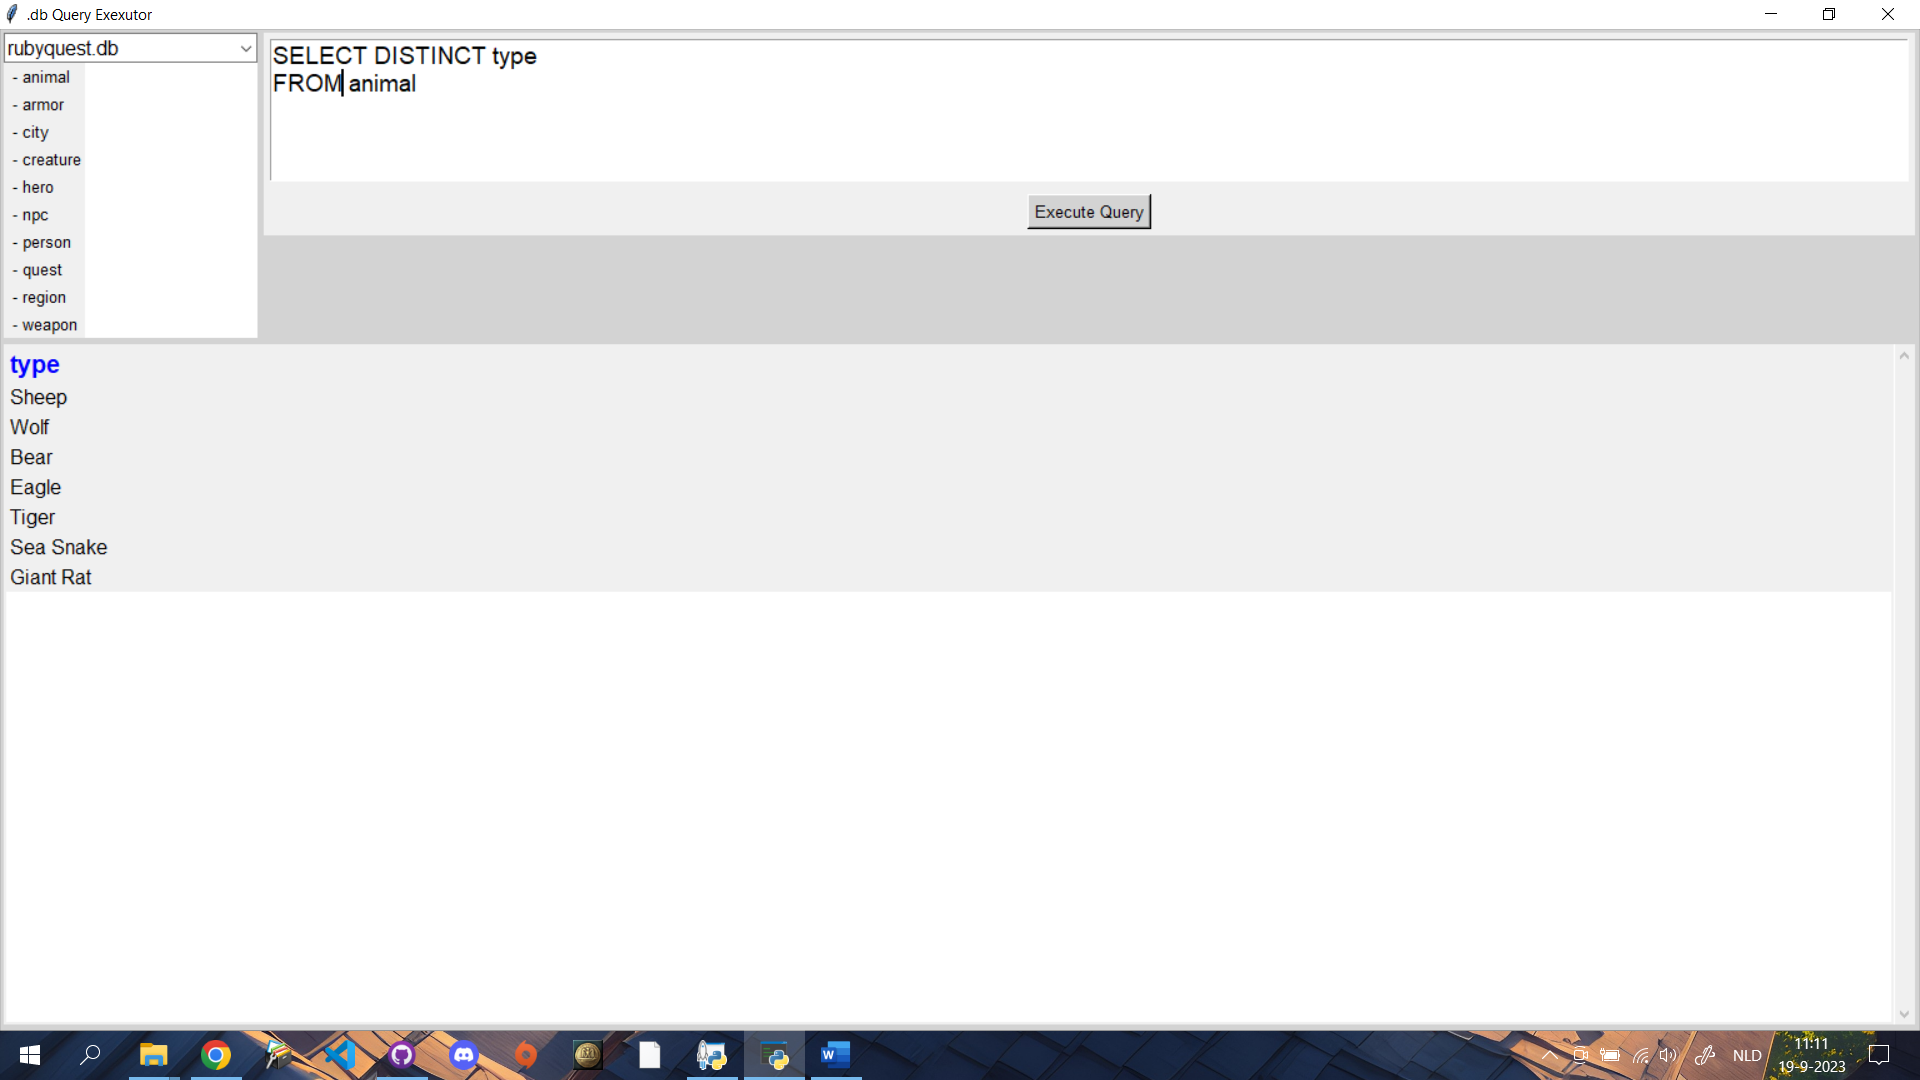 .db Query Exexutor
rubyquest.db
- animal
- armor
- city
- creature
- hero
- npc
- person
- quest
- region
- weapon
SELECT DISTINCT type
FROM animal
Execute Query
type
Sheep
Wolf
Bear
Eagle
Tiger
Sea Snake
Giant Rat
W
NLD
11:11
19-9-2023